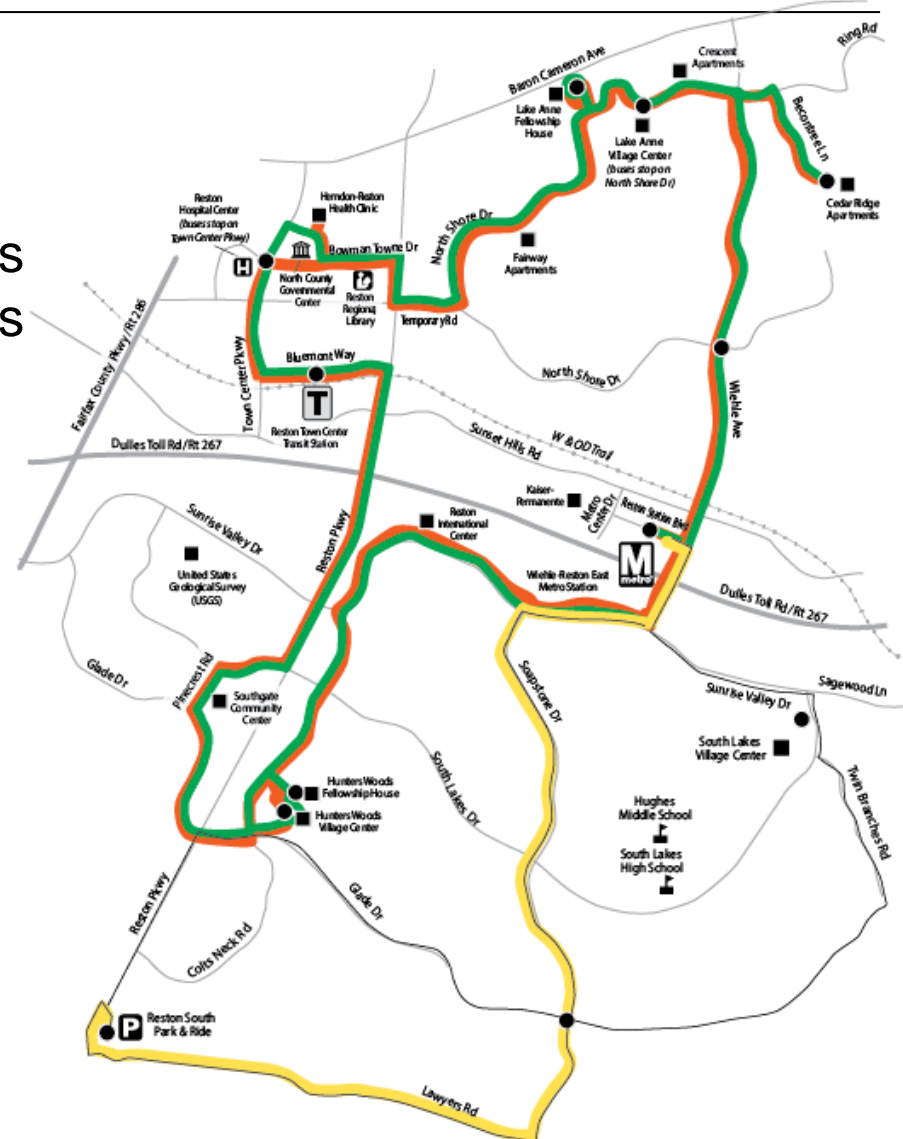 Ring Rd
Crescent
Apartments
Baron Cameron Ave
Lake Anne
Fellowship
House
Becontree Ln
Lake Anne
Village Center
(buses stop on
North Shore Dr)
Cedar Ridge
Apartments
Reston
Hospital Center
(buses stop on
Town Center Pkwy)
Herndon-Reston
Health Clinic
North Shore Dr
Fairway
Apartments
s
s
H
Bowman Towne Dr
North County
Governmental
Center
Reston
Regional
Library
Temporary Rd
Fairfax County Pkwy/Rt 286
Town Center Pkwy
Bluemont Way
T
Reston Town Center
Transit Station
North Shore Dr
Wiehle Ave
Dulles Toll Rd/Rt 267
Sunset Hills Rd
W & OD Trail
Kaiser-
Permanente
Metro
Center Dr
Reston Station Blvd
Reston
International
Center
Sunrise Valley Dr
Reston Pkwy
M
metro
Wiehle-Reston East
Metro Station
United States
Geological Survey
(USGS)
Dulles Toll Rd/Rt 267
Glade Dr
Pinecrest Rd
Southgate
Community
Center
Soapstone Dr
Sagewood Ln
Sunrise Valley Dr
South Lakes
Village Center
South Lakes Dr
Hunters Woods
Fellowship House
Hunters Woods
Village Center
Hughes
Middle School
South Lakes
High School
Twin Branches Rd
Reston Pkwy
Glade Dr
Colts Neck Rd
P
Reston South
Park & Ride
Lawyers Rd